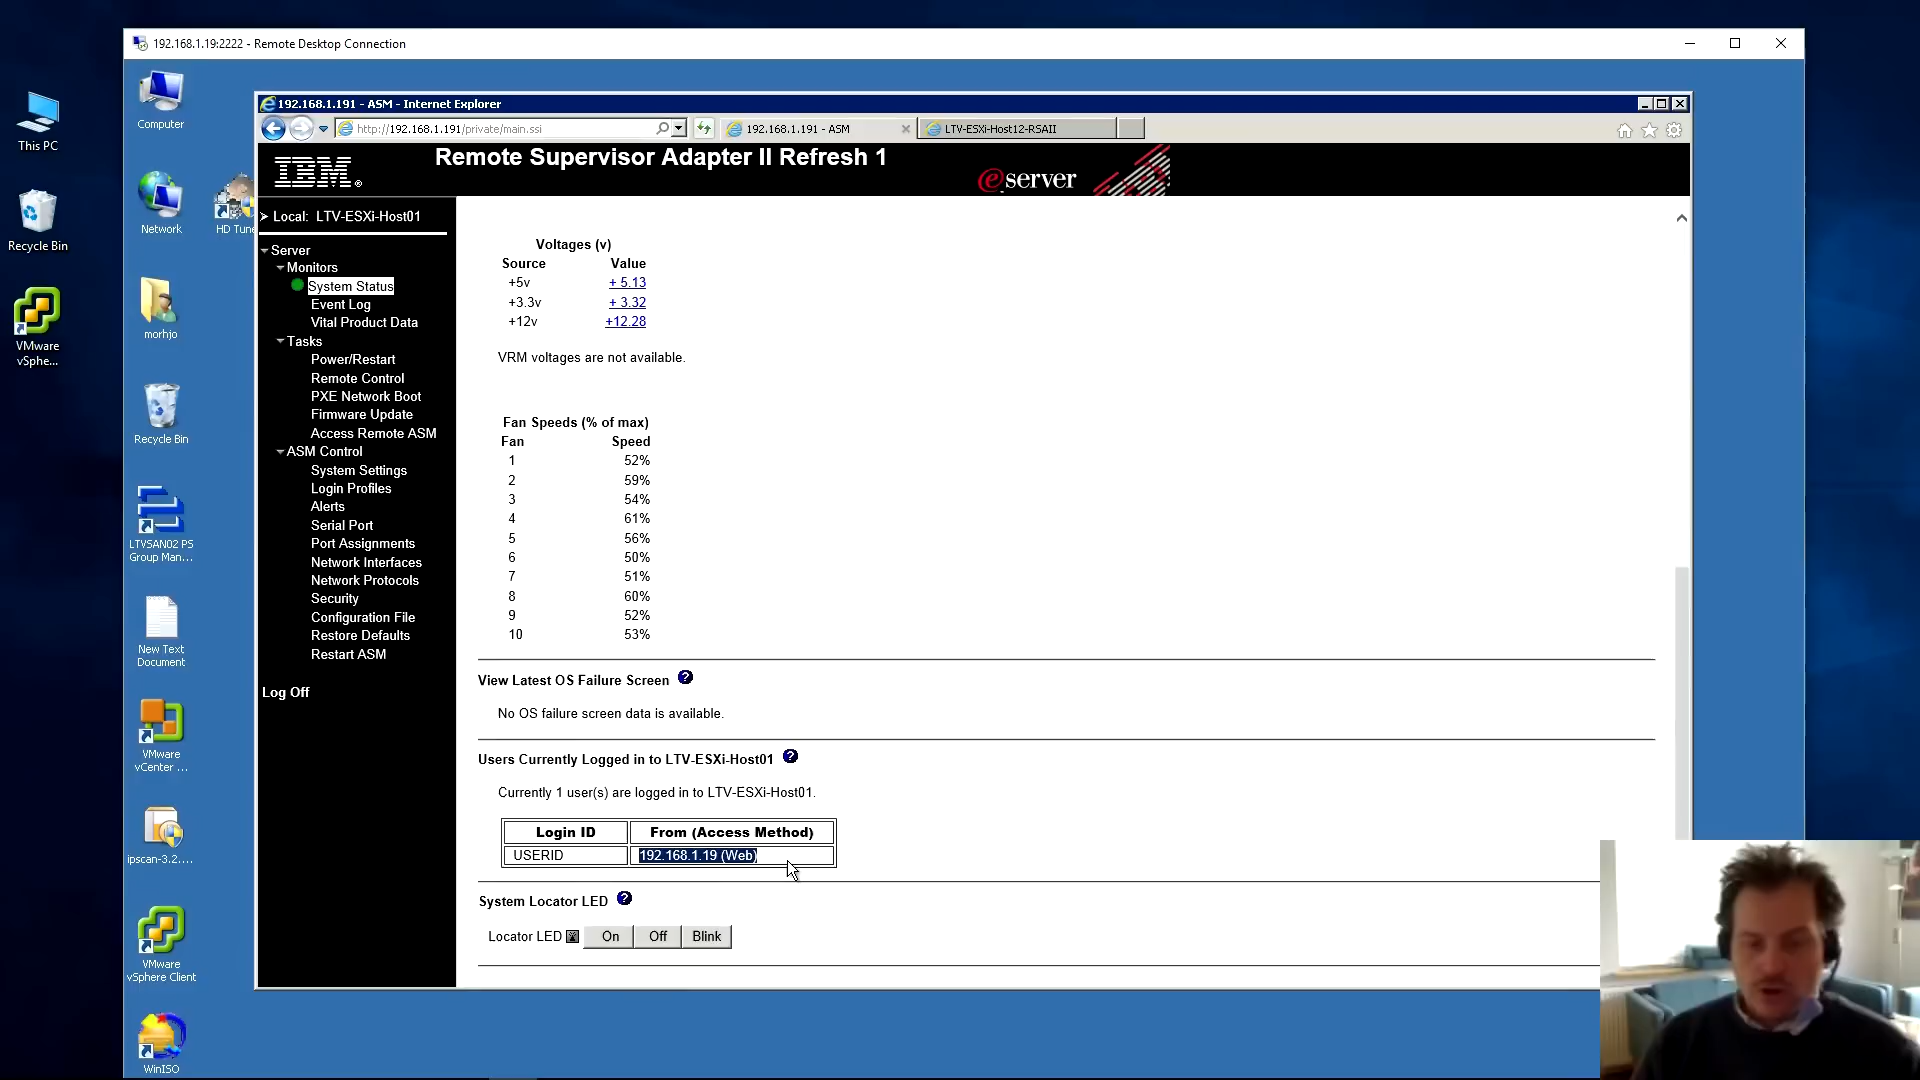 192.168.1.19:2222 - Remote Desktop Connection
This PC
Recycle Bin
VMware
vSphe...
Computer
Network
HD Tune
morhjo
Recycle Bin
LTVSAN02 PS
Group Man...
New Text
Document
VMware
vCenter ...
ipscan-3.2....
VMware
vSphere Client
WinISO
192.168.1.191 - ASM - Internet Explorer
http://192.168.1.191/private/main.ssi
192.168.1.191 - ASM
LTV-ESXi-Host12-RSAII
IBM®
Remote Supervisor Adapter II Refresh 1
eserver
Local: LTV-ESXi-Host01
Server
Monitors
System Status
Event Log
Vital Product Data
Tasks
Power/Restart
Remote Control
PXE Network Boot
Firmware Update
Access Remote ASM
ASM Control
System Settings
Login Profiles
Alerts
Serial Port
Port Assignments
Network Interfaces
Network Protocols
Security
Configuration File
Restore Defaults
Restart ASM
Log Off
Voltages (v)
Source Value
+5v + 5.13
+3.3v + 3.32
+12v +12.28
VRM voltages are not available.
Fan Speeds (% of max)
Fan Speed
1 52%
2 59%
3 54%
4 61%
5 56%
6 50%
7 51%
8 60%
9 52%
10 53%
View Latest OS Failure Screen ?
No OS failure screen data is available.
Users Currently Logged in to LTV-ESXi-Host01 ?
Currently 1 user(s) are logged in to LTV-ESXi-Host01.
Login ID From (Access Method)
USERID 192.168.1.19 (Web)
System Locator LED ?
Locator LED On Off Blink